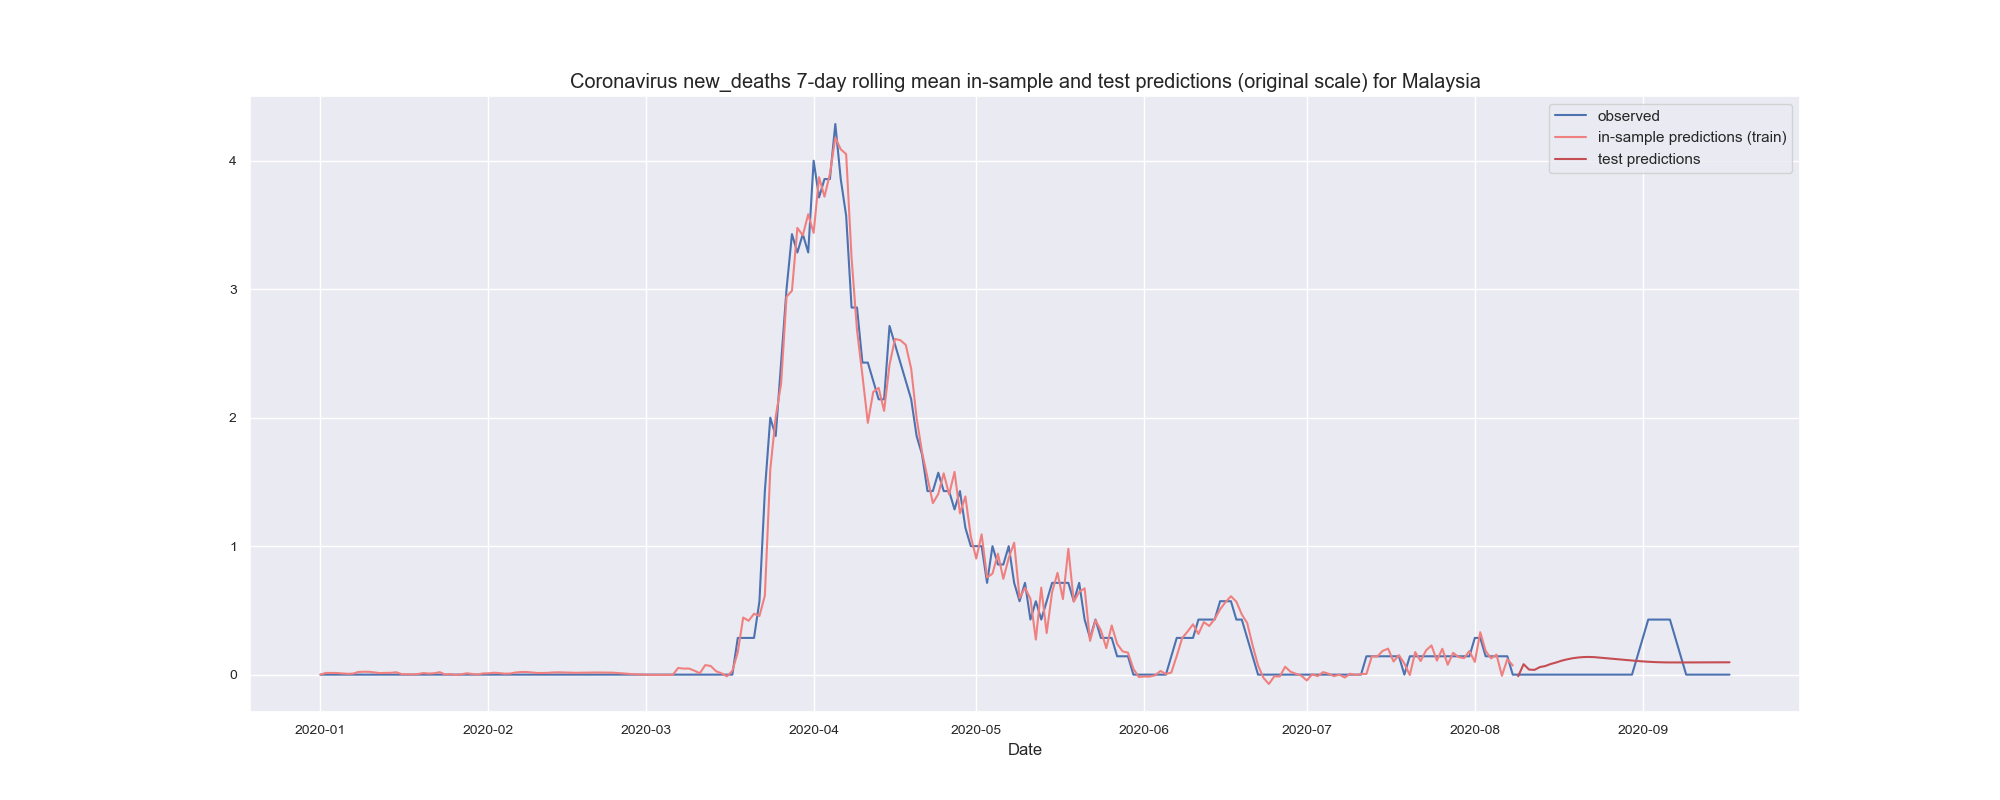 Coronavirus new_deaths 7-day rolling mean in-sample and test predictions (original scale) for Malaysia
observed
in-sample predictions (train)
test predictions
4
3
2
1
0
2020-01 2020-02 2020-03 2020-04 2020-05 2020-06 2020-07 2020-08 2020-09
Date